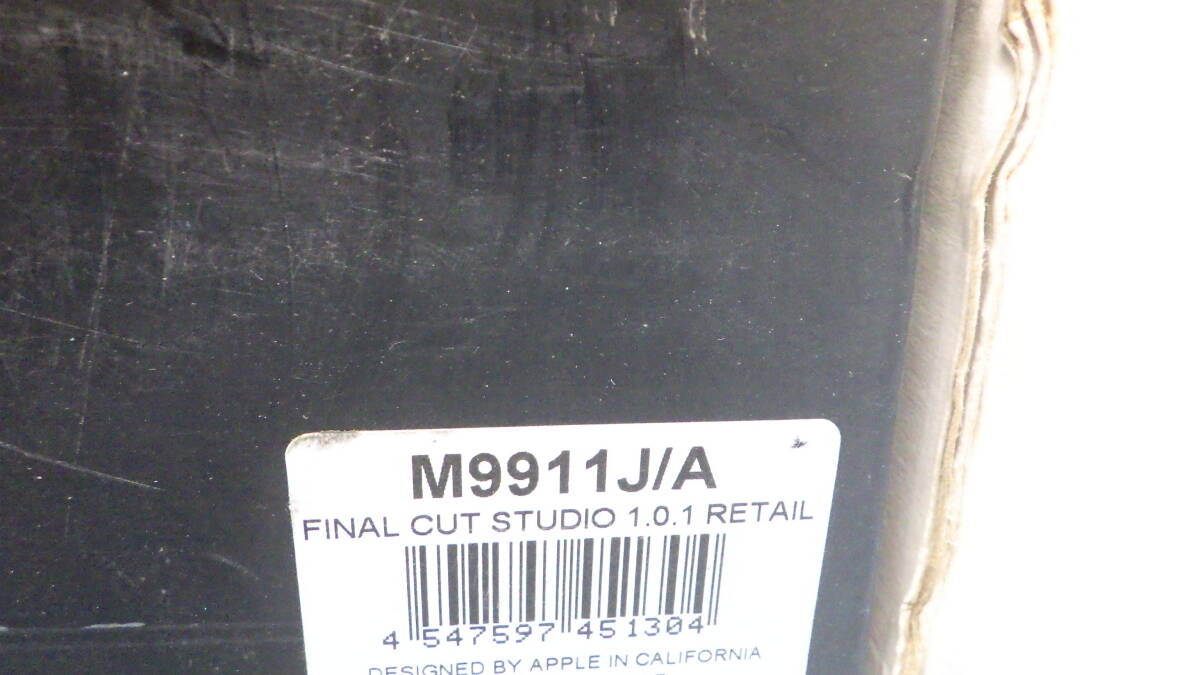 M9911J/A
FINAL CUT STUDIO 1.0.1 RETAIL
4 547597 451304
DESIGNED BY APPLE IN CALIFORNIA